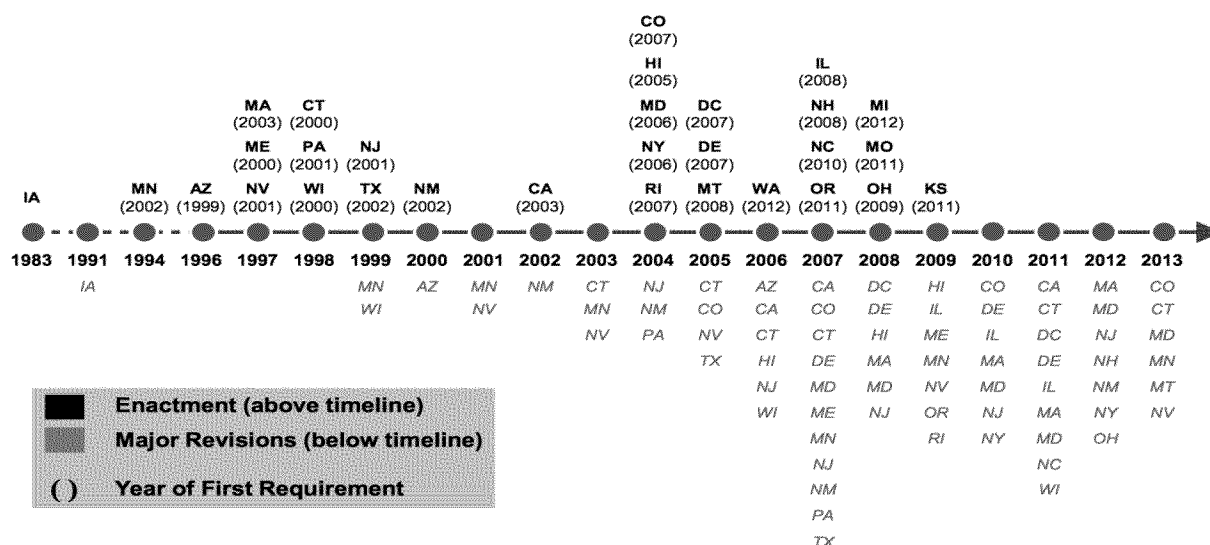 CO
(2007)
HI IL
(2005) (2008)
MA CT MD DC NH MI
(2003) (2000) (2006) (2007) (2008) (2012)
ME PA NJ NY DE NC MO
(2000) (2001) (2001) (2006) (2007) (2010) (2011)
IA MN AZ NV WI TX NM CA RI MT WA OR OH KS
(2002) (1999) (2001) (2000) (2002) (2002) (2003) (2007) (2008) (2012) (2011) (2009) (2011)
1983 1991 1994 1996 1997 1998 1999 2000 2001 2002 2003 2004 2005 2006 2007 2008 2009 2010 2011 2012 2013
IA MN AZ MN NM CT NJ CT AZ CA DC HI CO CA MA CO
WI NV MN NM CO CA CO DE IL DE CT MD CT
NV PA NV CT CT HI ME IL DC NJ MD
TX HI DE MA MN MA DE NH MN
NJ MD MD NV MD IL NM MT
WI ME NJ OR NJ MA NY NV
MN RI NY MD OH
NJ NC
NM WI
PA
TX
Enactment (above timeline)
Major Revisions (below timeline)
( ) Year of First Requirement